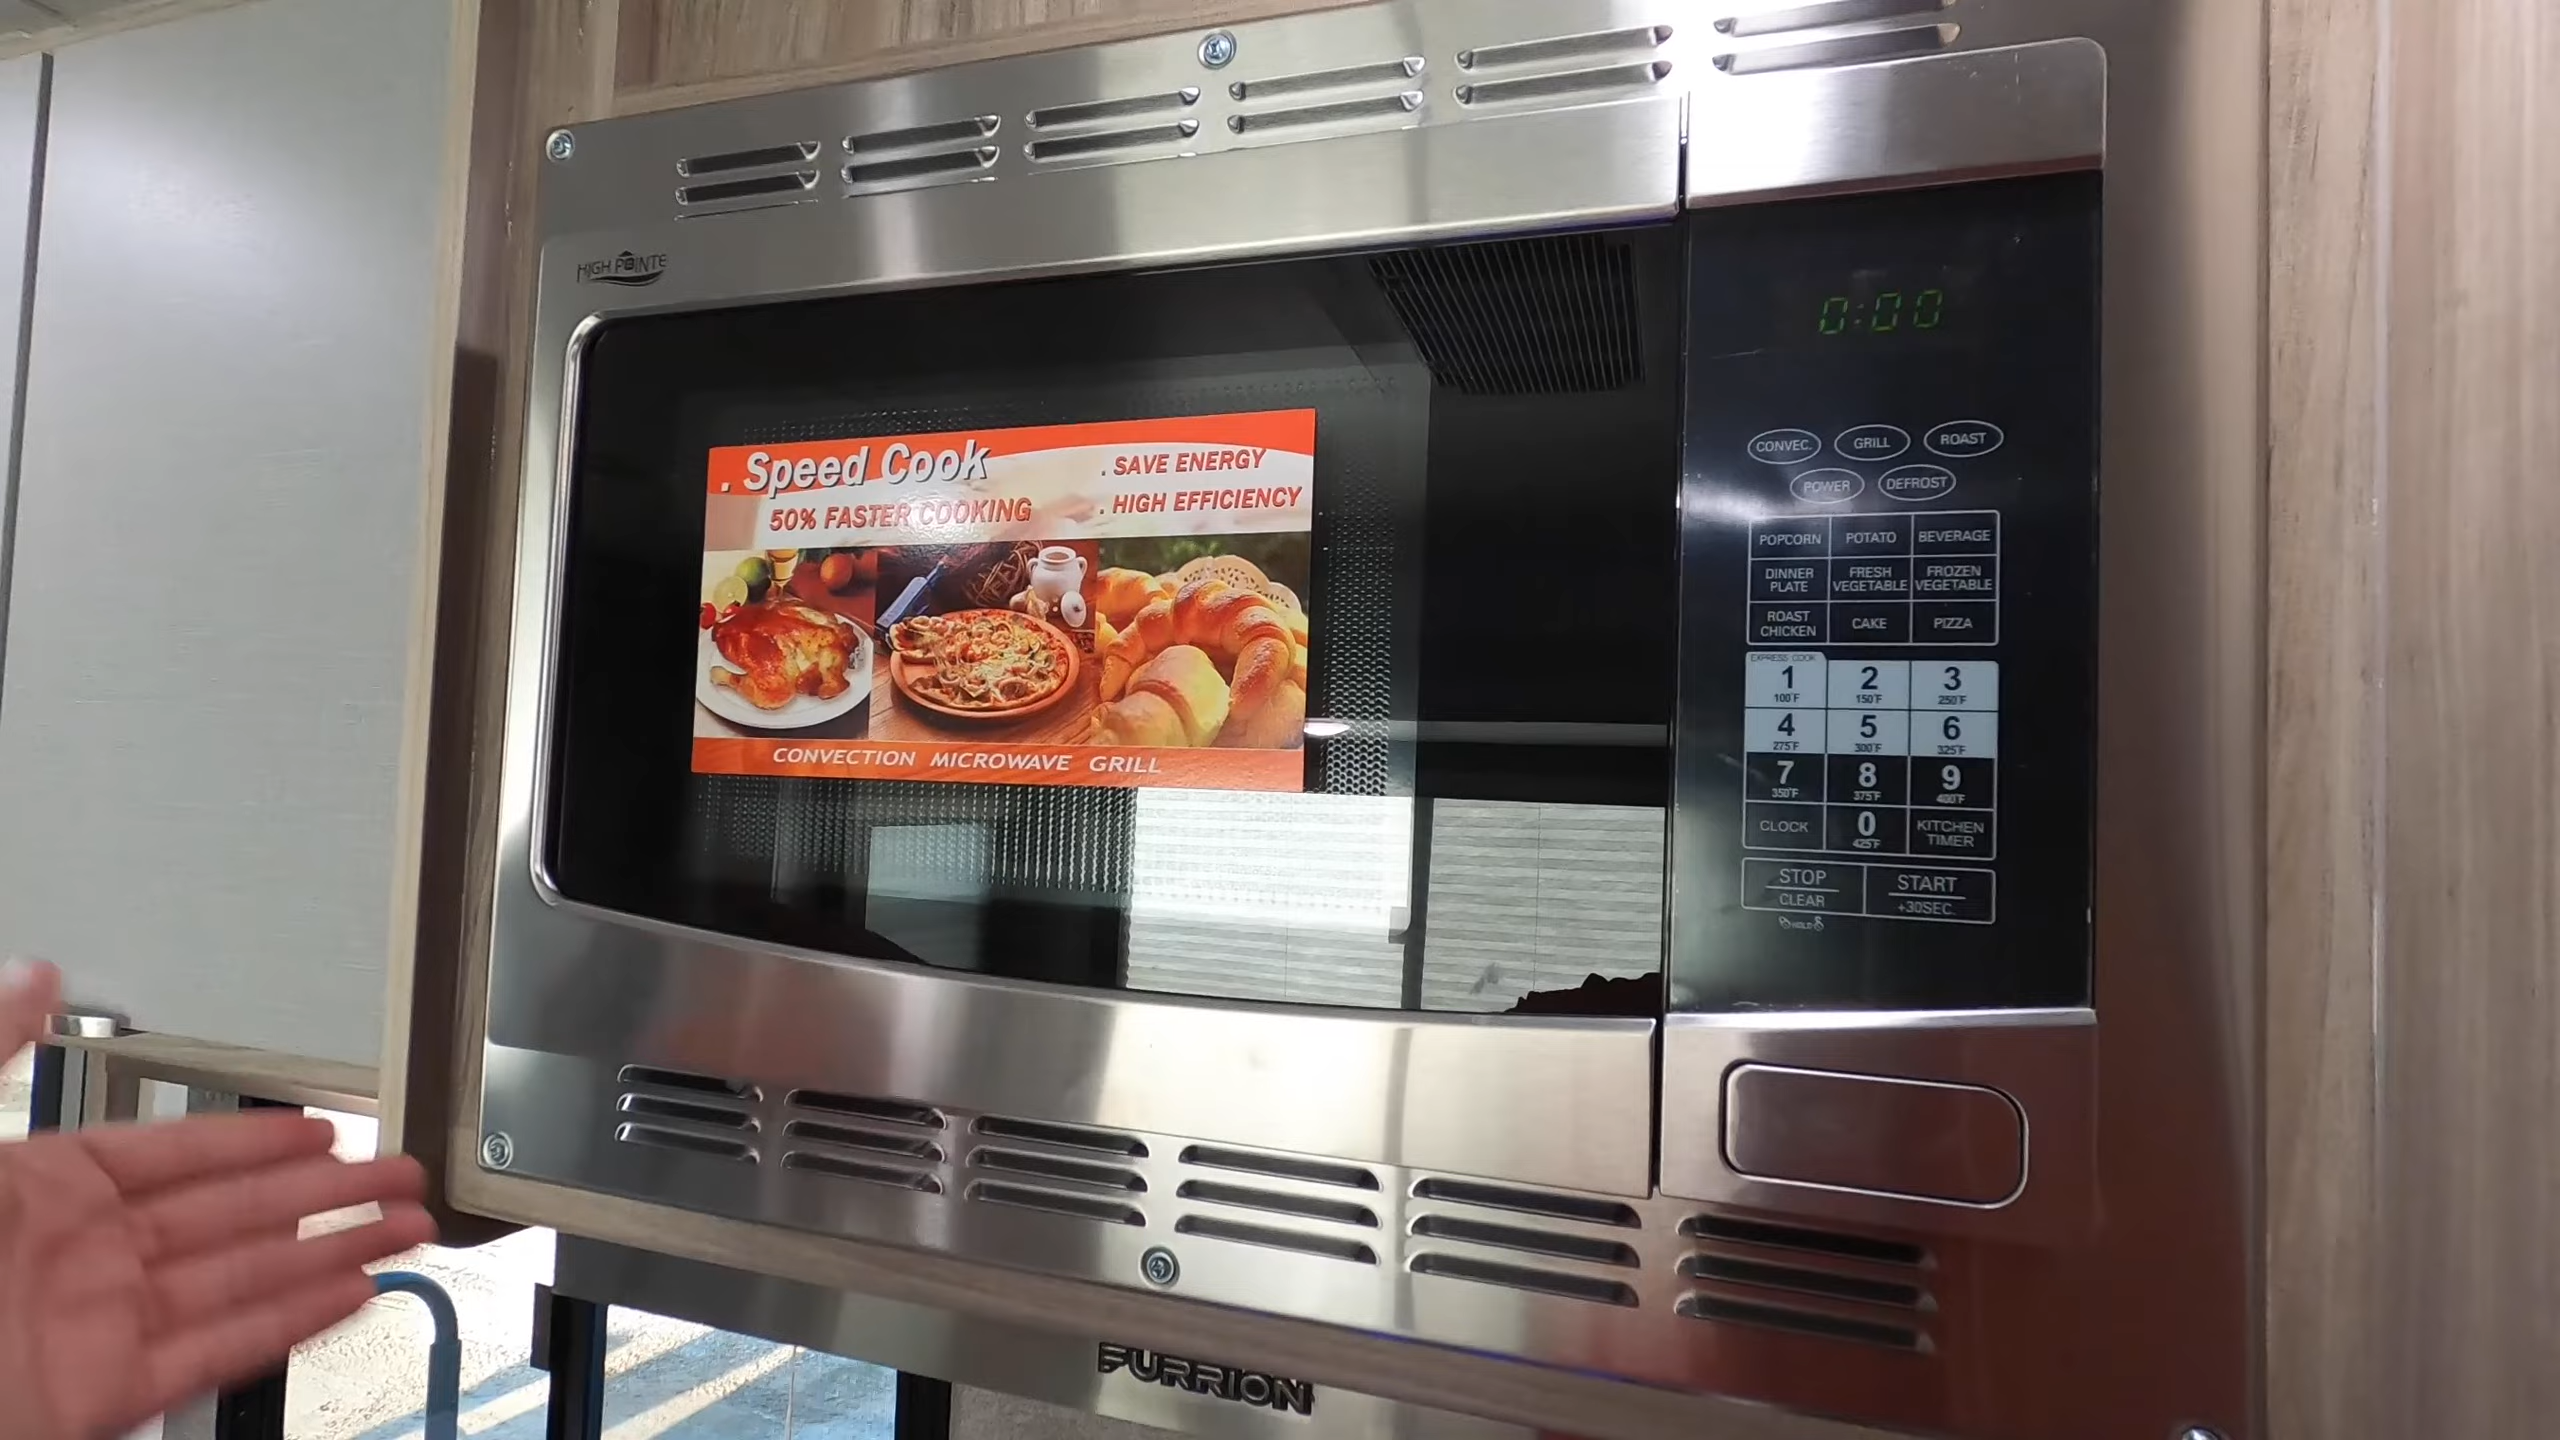 HIGH POINTE
. Speed Cook
50% FASTER COOKING
. SAVE ENERGY
. HIGH EFFICIENCY
CONVECTION MICROWAVE GRILL
0:00
CONVEC. GRILL ROAST
POWER DEFROST
POPCORN POTATO BEVERAGE
DINNER PLATE FRESH VEGETABLE FROZEN VEGETABLE
ROAST CHICKEN CAKE PIZZA
EXPRESS COOK
1 2 3
100°F 150°F 250°F
4 5 6
275°F 300°F 325°F
7 8 9
350°F 375°F 400°F
CLOCK 0 KITCHEN TIMER
425°F
STOP START
CLEAR +30SEC.
HOLD
FURRION